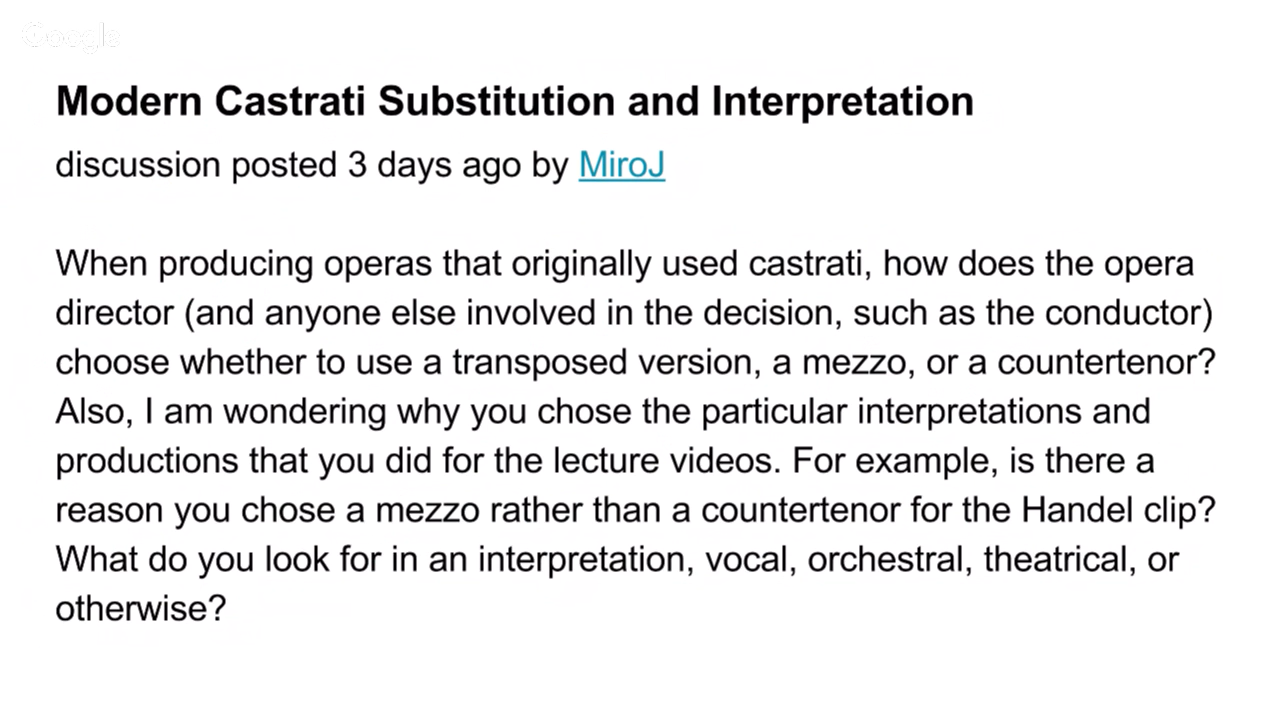 Google
Modern Castrati Substitution and Interpretation
discussion posted 3 days ago by MiroJ
When producing operas that originally used castrati, how does the opera
director (and anyone else involved in the decision, such as the conductor)
choose whether to use a transposed version, a mezzo, or a countertenor?
Also, I am wondering why you chose the particular interpretations and
productions that you did for the lecture videos. For example, is there a
reason you chose a mezzo rather than a countertenor for the Handel clip?
What do you look for in an interpretation, vocal, orchestral, theatrical, or
otherwise?